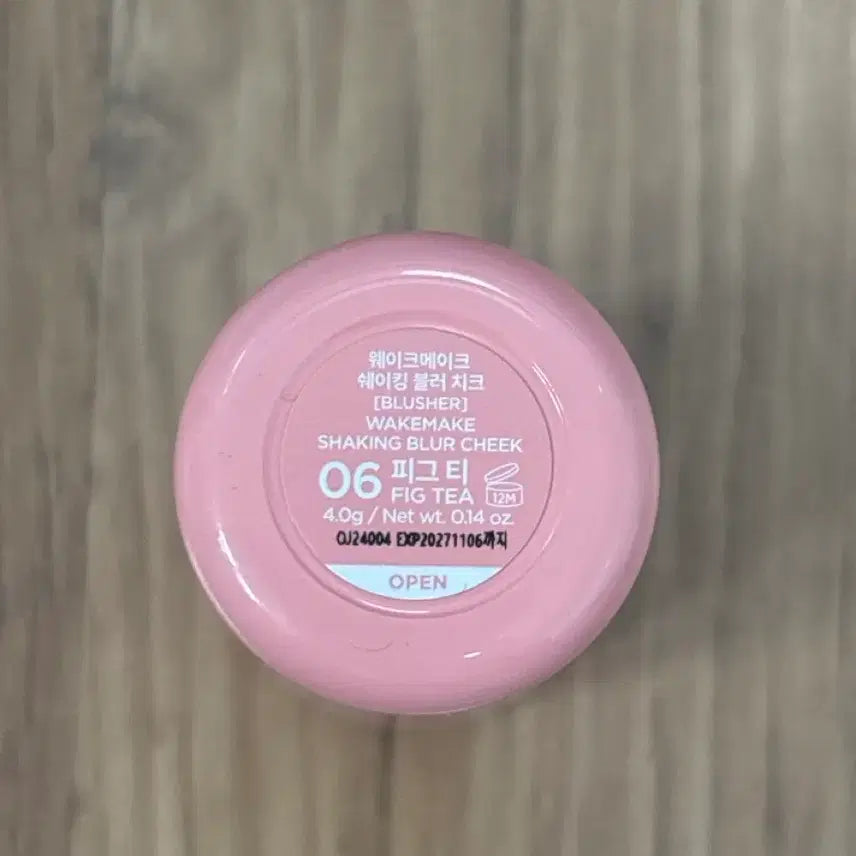 웨이크메이크
쉐이킹 블러 치크
[BLUSHER]
WAKEMAKE
SHAKING BLUR CHEEK
06 피그 티
FIG TEA 12M
4.0g / Net wt. 0.14 oz.
OJ24004 EXP20271106까지
OPEN